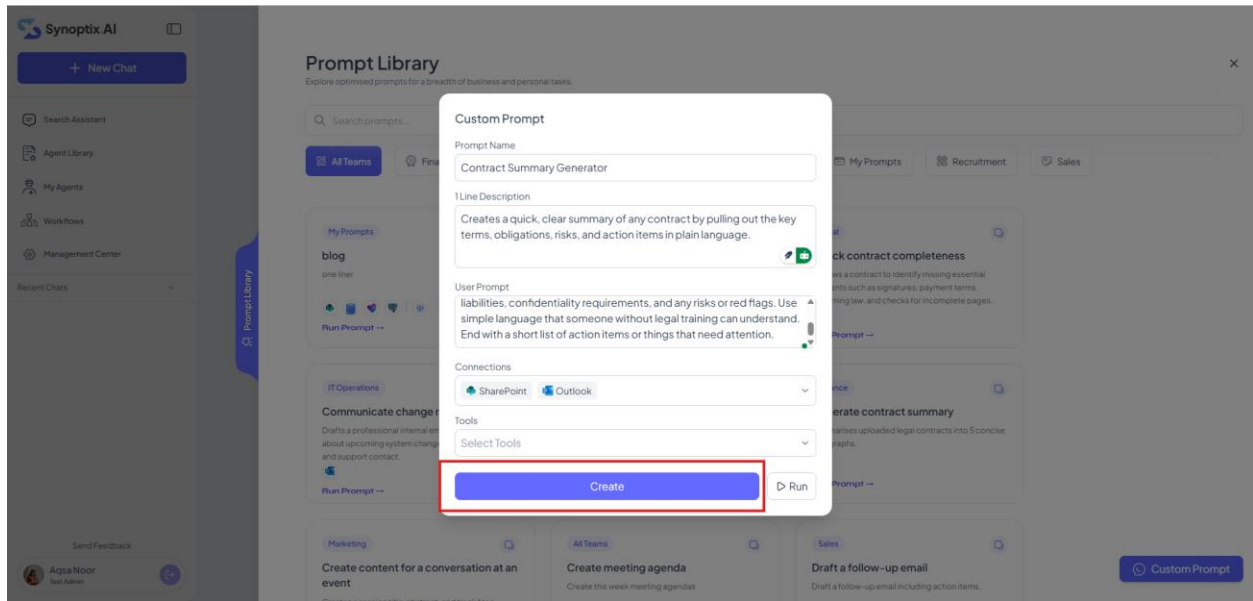 Synoptix.AI
+ New Chat
Search Assistant
Agent Library
My Agents
Workflows
Management Center
Recent Chats
Send Feedback
Aqsa Noor
Test Admin
Prompt Library
Prompt Library
Explore optimised prompts for a breadth of business and personal tasks.
Search prompts...
All Teams
Fina
My Prompts
Recruitment
Sales
My Prompts
blog
one liner
Run Prompt →
ck contract completeness
ws a contract to identify missing essential
nts such as signatures, payment terms,
ning law, and checks for incomplete pages.
Prompt →
IT Operations
Communicate change r
Drafts a professional internal em
about upcoming system change
and support contact.
Run Prompt →
nce
erate contract summary
marises uploaded legal contracts into 5 concise
raphs.
Prompt →
Marketing
Create content for a conversation at an
event
All Teams
Create meeting agenda
Create this week meeting agendas
Sales
Draft a follow-up email
Draft a follow-up email including action items.
Custom Prompt
Custom Prompt
Prompt Name
Contract Summary Generator
1 Line Description
Creates a quick, clear summary of any contract by pulling out the key
terms, obligations, risks, and action items in plain language.
User Prompt
liabilities, confidentiality requirements, and any risks or red flags. Use
simple language that someone without legal training can understand.
End with a short list of action items or things that need attention.
Connections
SharePoint Outlook
Tools
Select Tools
Create
Run